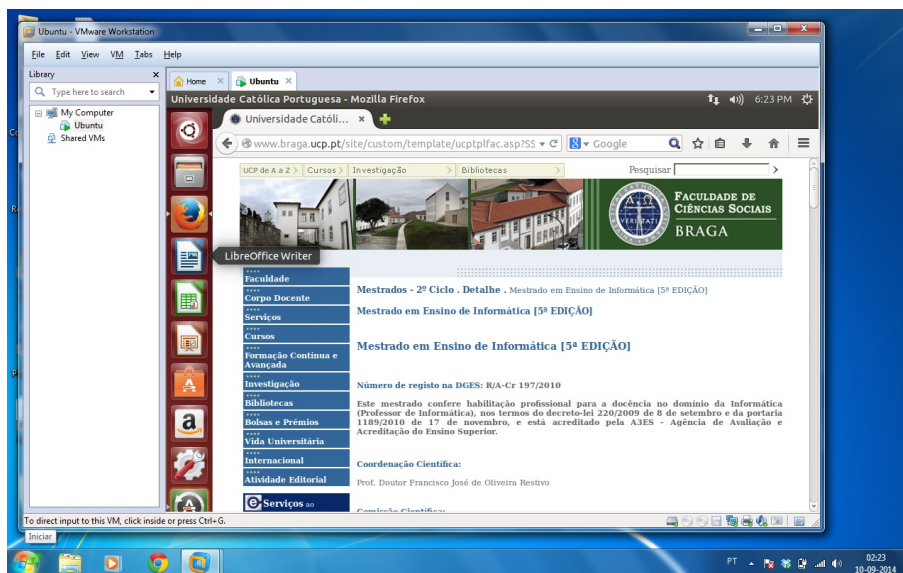 Ubuntu - VMware Workstation
File Edit View VM Tabs Help
Library
Type here to search
My Computer
Ubuntu
Shared VMs
Home
Ubuntu
Universidade Católica Portuguesa - Mozilla Firefox
6:23 PM
Universidade Católi...
www.braga.ucp.pt/site/custom/template/ucptplfac.asp?SS
Google
UCP de A a Z
Cursos
Investigação
Bibliotecas
Pesquisar
VERITATI
FACULDADE DE
CIÊNCIAS SOCIAIS
BRAGA
LibreOffice Writer
Faculdade
Corpo Docente
Serviços
Cursos
Formação Contínua e
Avançada
Investigação
Bibliotecas
Bolsas e Prémios
Vida Universitária
Internacional
Atividade Editorial
e-Serviços ao
Mestrados - 2º Ciclo . Detalhe . Mestrado em Ensino de Informática [5ª EDIÇÃO]
Mestrado em Ensino de Informática [5ª EDIÇÃO]
Mestrado em Ensino de Informática [5ª EDIÇÃO]
Número de registo na DGES: R/A-Cr 197/2010
Este mestrado confere habilitação profissional para a docência no domínio da Informática
(Professor de Informática), nos termos do decreto-lei 220/2009 de 8 de setembro e da portaria
1189/2010 de 17 de novembro, e está acreditado pela A3ES - Agência de Avaliação e
Acreditação do Ensino Superior.
Coordenação Científica:
Prof. Doutor Francisco José de Oliveira Restivo
Comissão Científica:
To direct input to this VM, click inside or press Ctrl+G.
Iniciar
PT
02:23
10-09-2014